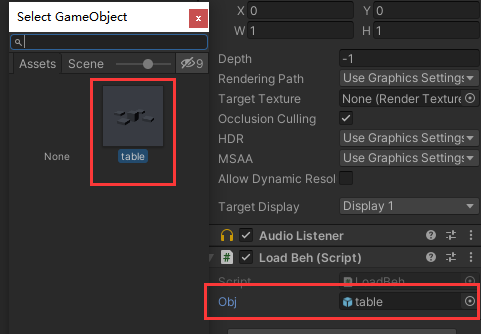 Select GameObject
x
Assets Scene 9
None
table
X 0 Y 0
W 1 H 1
Depth -1
Rendering Path Use Graphics Settings
Target Texture None (Render Texture
Occlusion Culling
HDR Use Graphics Settings
MSAA Use Graphics Settings
Allow Dynamic Resol
Target Display Display 1
Audio Listener
# Load Beh (Script)
Script LoadBeh
Obj table